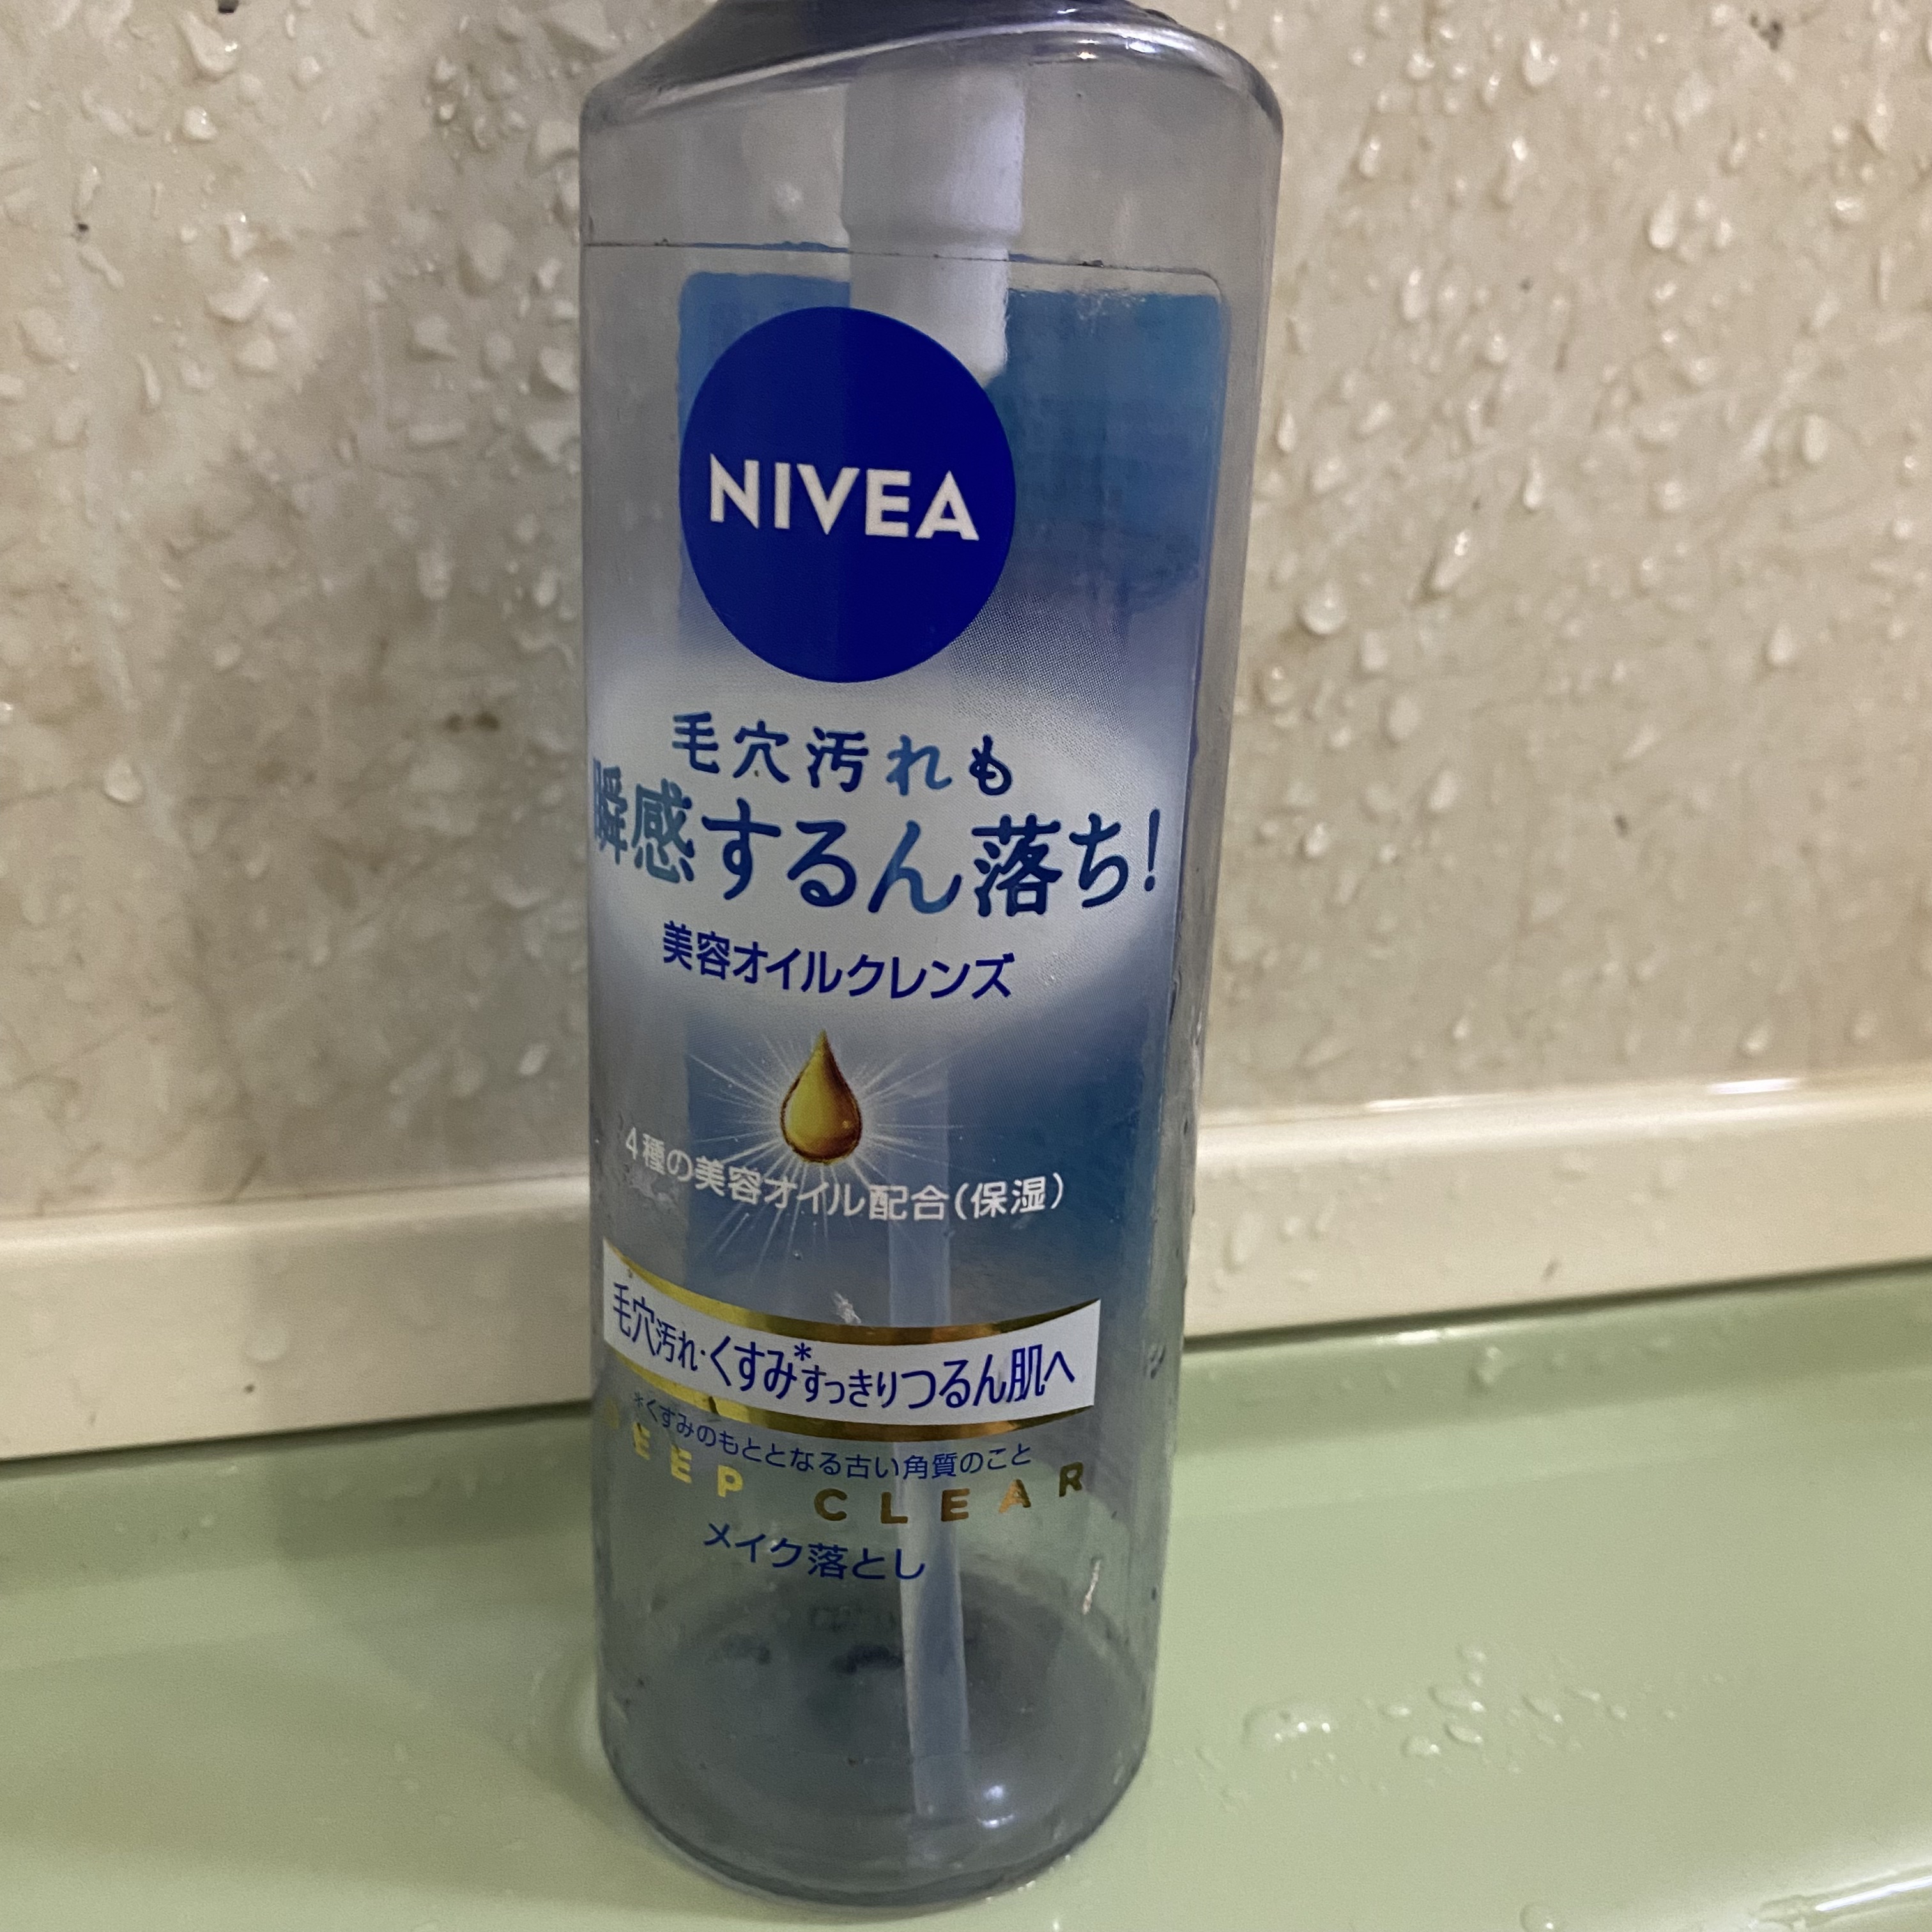 NIVEA
毛穴汚れも
瞬感するん落ち!
美容オイルクレンズ
4種の美容オイル配合(保湿)
毛穴汚れ・くすみ*すっきりつるん肌へ
*くすみのもととなる古い角質のこと
DEEP CLEAR
メイク落とし